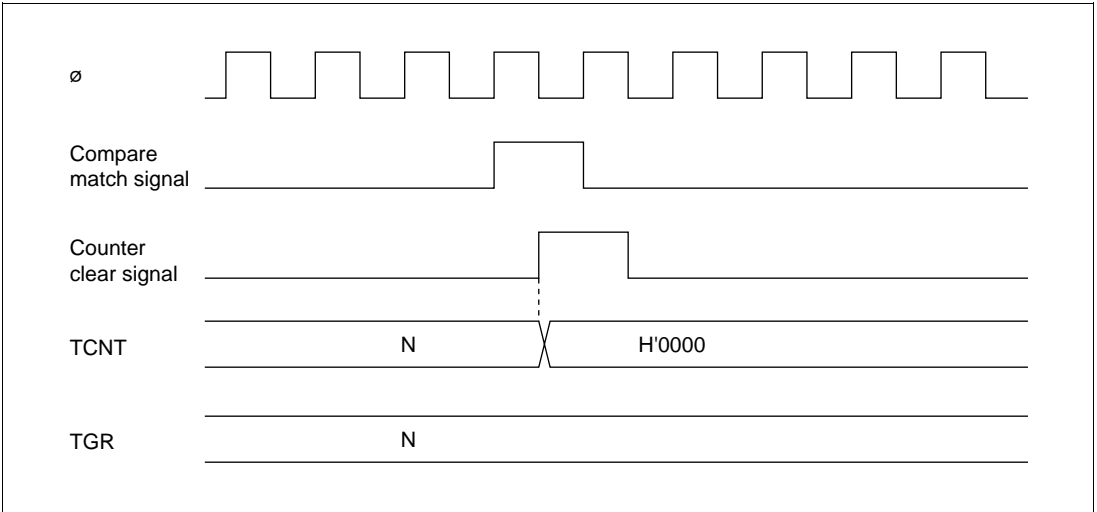 ø
Compare
match signal
Counter
clear signal
TCNT N H'0000
TGR N